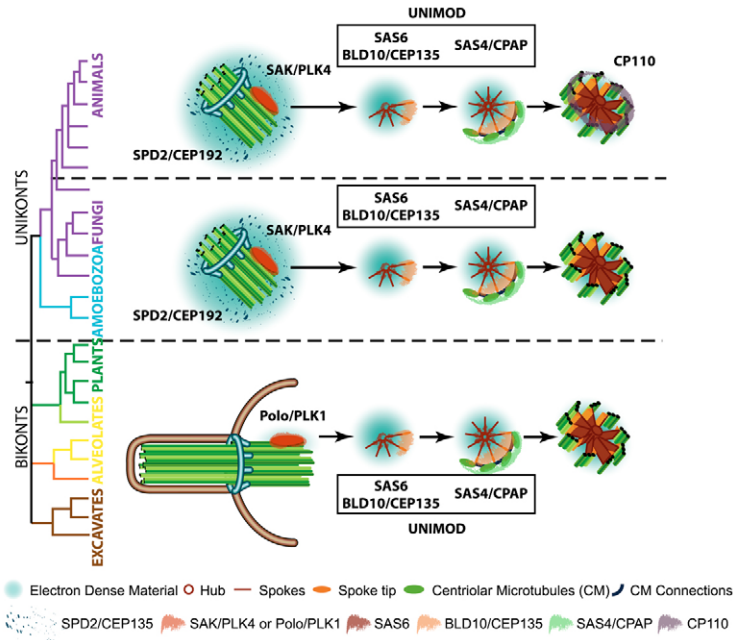 UNIMOD
SAS6
BLD10/CEP135
SAS4/CPAP
SAK/PLK4
CP110
SPD2/CEP192
ANIMALS
SAS6
BLD10/CEP135
SAS4/CPAP
SAK/PLK4
SPD2/CEP192
UNIKONTS
FUNGI
AMOEBOZOA
PLANTS
Polo/PLK1
BIKONTS
ALVEOLATES
SAS6
BLD10/CEP135
SAS4/CPAP
UNIMOD
EXCAVATES
Electron Dense Material Hub Spokes Spoke tip Centriolar Microtubules (CM) CM Connections
SPD2/CEP135 SAK/PLK4 or Polo/PLK1 SAS6 BLD10/CEP135 SAS4/CPAP CP110